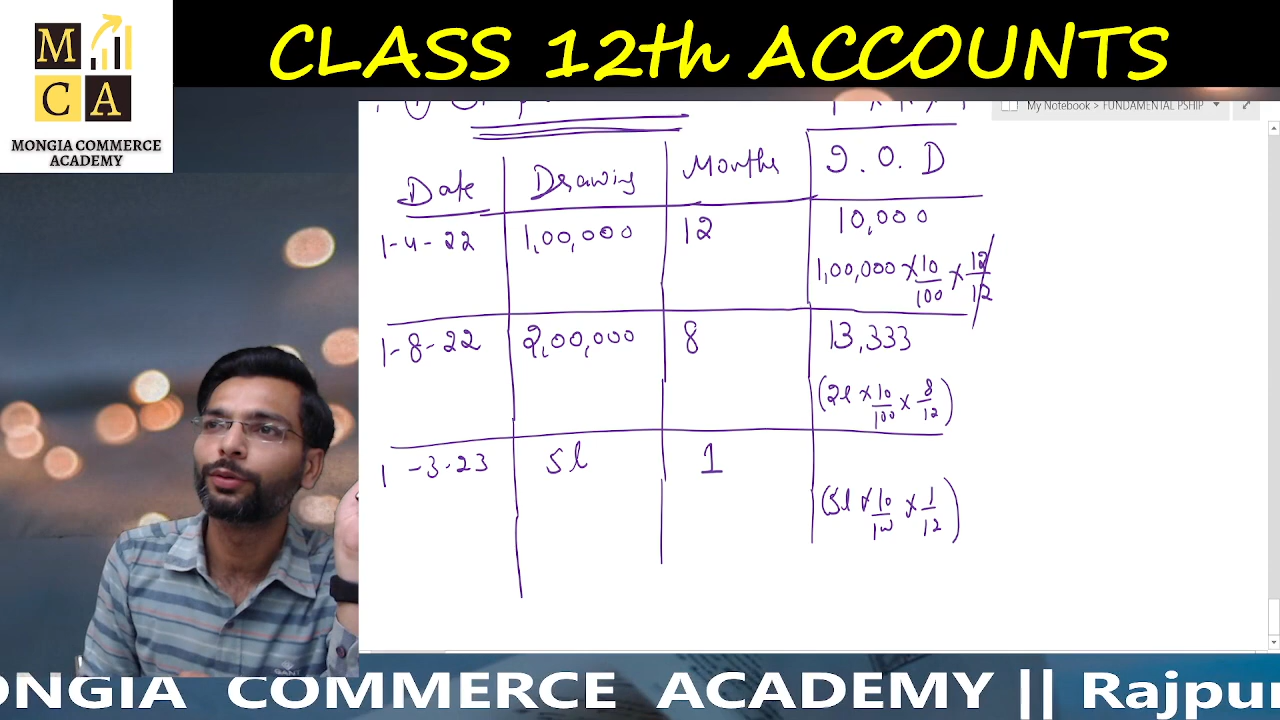 M
C A
MONGIA COMMERCE
ACADEMY
CLASS 12th ACCOUNTS
My Notebook > FUNDAMENTAL PSHIP
Date Drawing Months I.O.D
1-4-22 1,00,000 12 10,000
1,00,000 × 10/100 × 12/12
1-8-22 2,00,000 8 13,333
(2l × 10/100 × 8/12)
1-3-23 5l 1
(5l × 10/100 × 1/12)
ONGIA COMMERCE ACADEMY || Rajpu